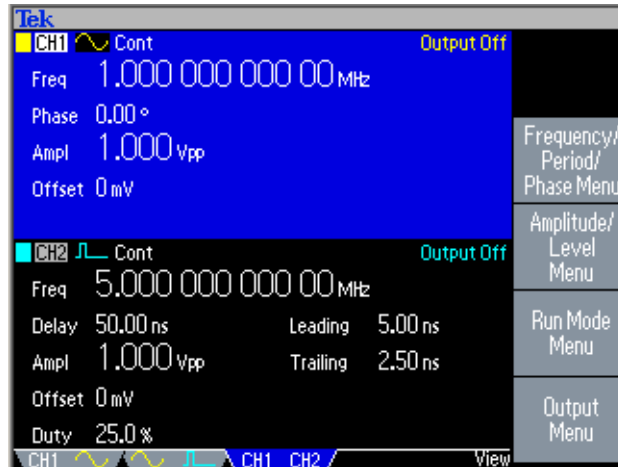 Tek
CH1 Cont Output Off
Freq 1.000 000 000 00 MHz
Phase 0.00 °
Ampl 1.000 Vpp
Offset 0 mV
CH2 Cont Output Off
Freq 5.000 000 000 00 MHz
Delay 50.00 ns Leading 5.00 ns
Ampl 1.000 Vpp Trailing 2.50 ns
Offset 0 mV
Duty 25.0 %
CH1 CH1 CH2 View
Frequency/
Period/
Phase Menu
Amplitude/
Level
Menu
Run Mode
Menu
Output
Menu